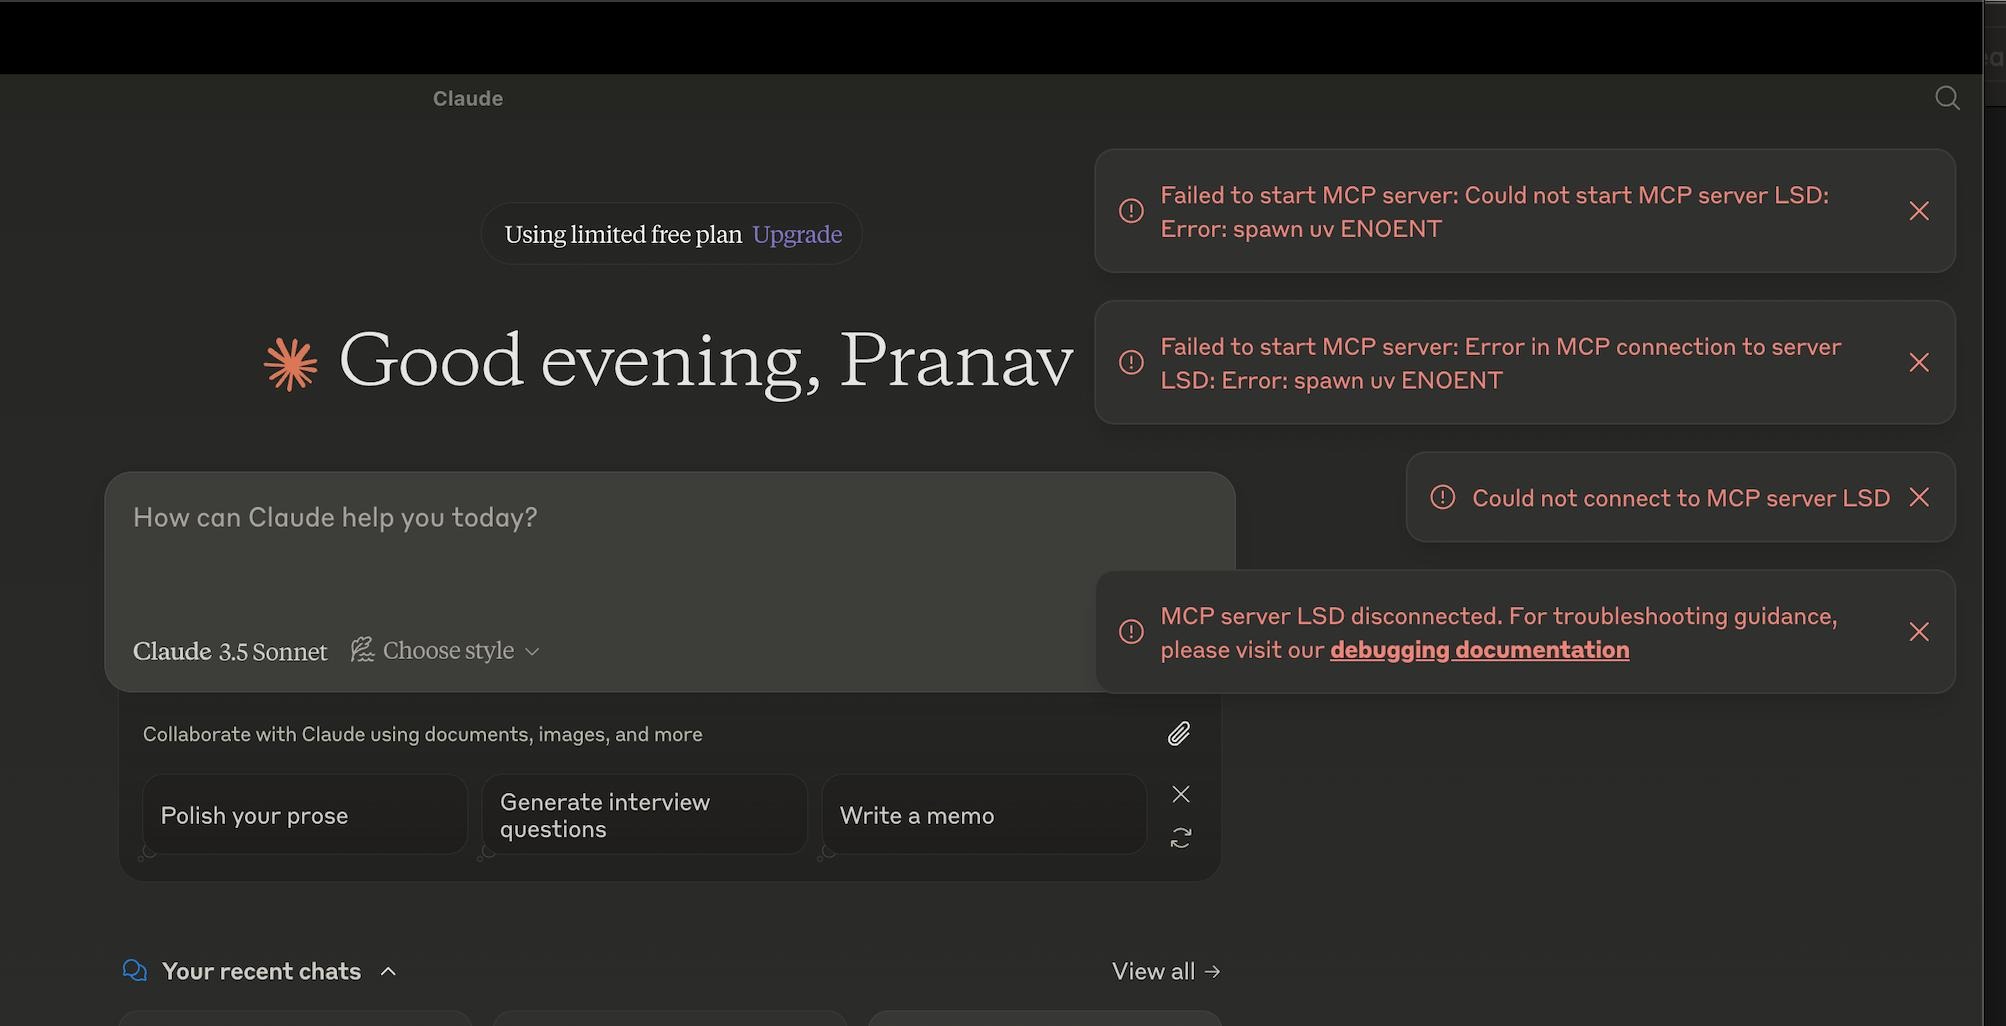 Claude
Using limited free plan Upgrade
Good evening, Pranav
Failed to start MCP server: Could not start MCP server LSD:
Error: spawn uv ENOENT
Failed to start MCP server: Error in MCP connection to server
LSD: Error: spawn uv ENOENT
Could not connect to MCP server LSD
MCP server LSD disconnected. For troubleshooting guidance,
please visit our debugging documentation
How can Claude help you today?
Claude 3.5 Sonnet Choose style
Collaborate with Claude using documents, images, and more
Polish your prose
Generate interview
questions
Write a memo
Your recent chats
View all →